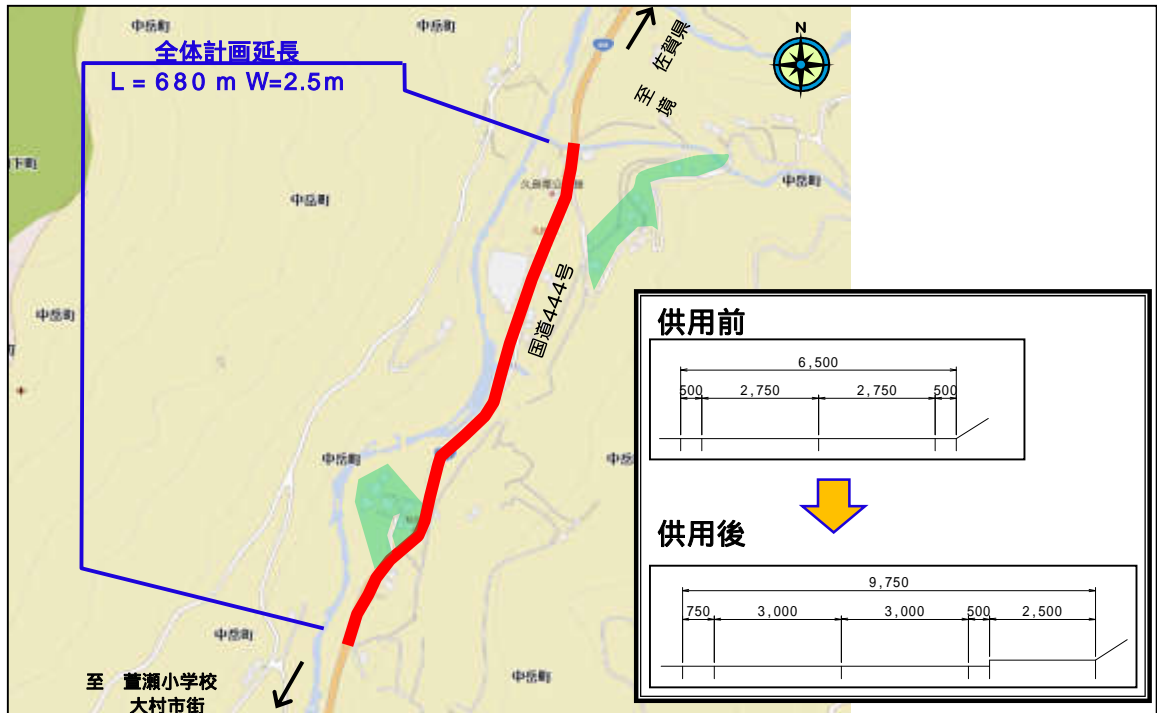 中岳町
中岳町
全体計画延長
L = 680 m W=2.5m
至 佐賀県
境
N
下町
中岳町
中岳町
中岳町
国道444号
中岳町
町
中岳町
中岳
中岳町
中岳町
至 萱瀬小学校
大村市街
供用前
6,500
500 2,750 2,750 500
供用後
9,750
750 3,000 3,000 500 2,500